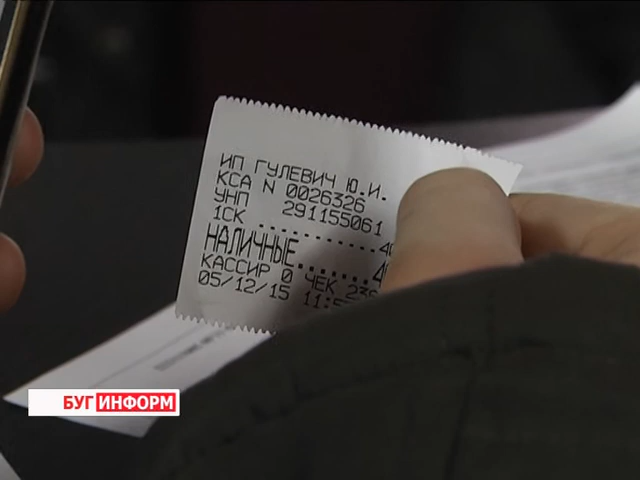 ИП ГУЛЕВИЧ Ю.И.
КСА N 0026326
УНП 291155061
1СК
НАЛИЧНЫЕ
КАССИР 0 ЧЕК
05/12/15
БУГИНФОРМ